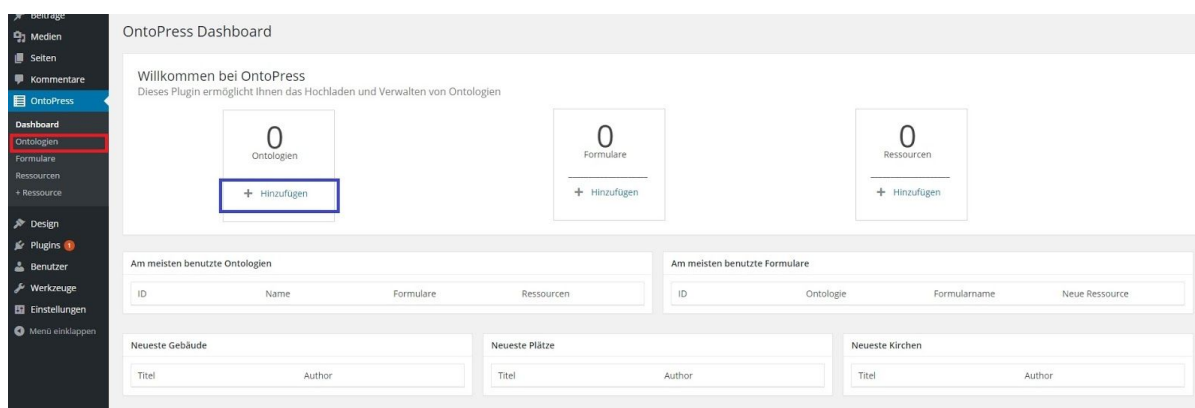 Beiträge
Medien
Seiten
Kommentare
OntoPress
Dashboard
Ontologien
Formulare
Ressourcen
+ Ressource
Design
Plugins 1
Benutzer
Werkzeuge
Einstellungen
Menü einklappen
OntoPress Dashboard
Willkommen bei OntoPress
Dieses Plugin ermöglicht Ihnen das Hochladen und Verwalten von Ontologien
0
Ontologien
+ Hinzufügen
0
Formulare
+ Hinzufügen
0
Ressourcen
+ Hinzufügen
Am meisten benutzte Ontologien
ID Name Formulare Ressourcen
Am meisten benutzte Formulare
ID Ontologie Formularname Neue Ressource
Neueste Gebäude
Titel Author
Neueste Plätze
Titel Author
Neueste Kirchen
Titel Author